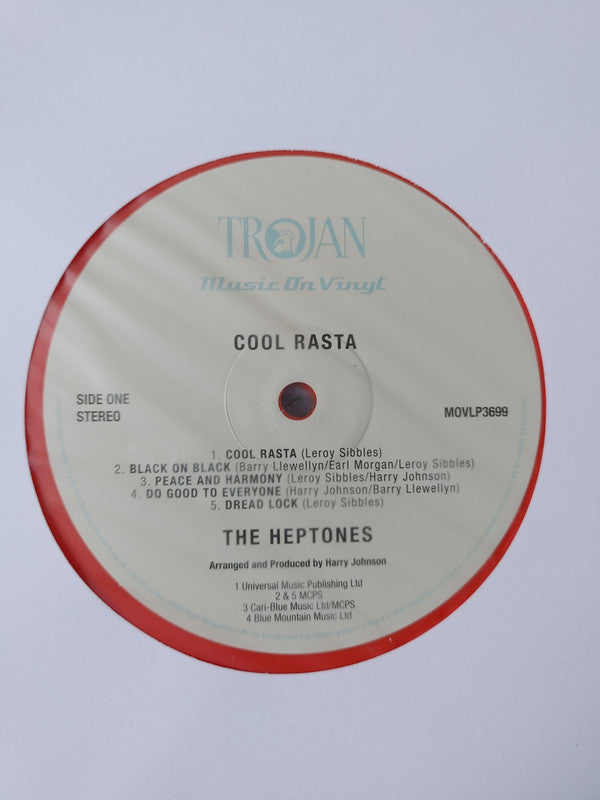 TROJAN
Music On Vinyl
COOL RASTA
SIDE ONE
STEREO
MOVLP3699
1. COOL RASTA (Leroy Sibbles)
2. BLACK ON BLACK (Barry Llewellyn/Earl Morgan/Leroy Sibbles)
3. PEACE AND HARMONY (Leroy Sibbles/Harry Johnson)
4. DO GOOD TO EVERYONE (Harry Johnson/Barry Llewellyn)
5. DREAD LOCK (Leroy Sibbles)
THE HEPTONES
Arranged and Produced by Harry Johnson
1 Universal Music Publishing Ltd
2 & 5 MCPS
3 Cari-Blue Music Ltd/MCPS
4 Blue Mountain Music Ltd